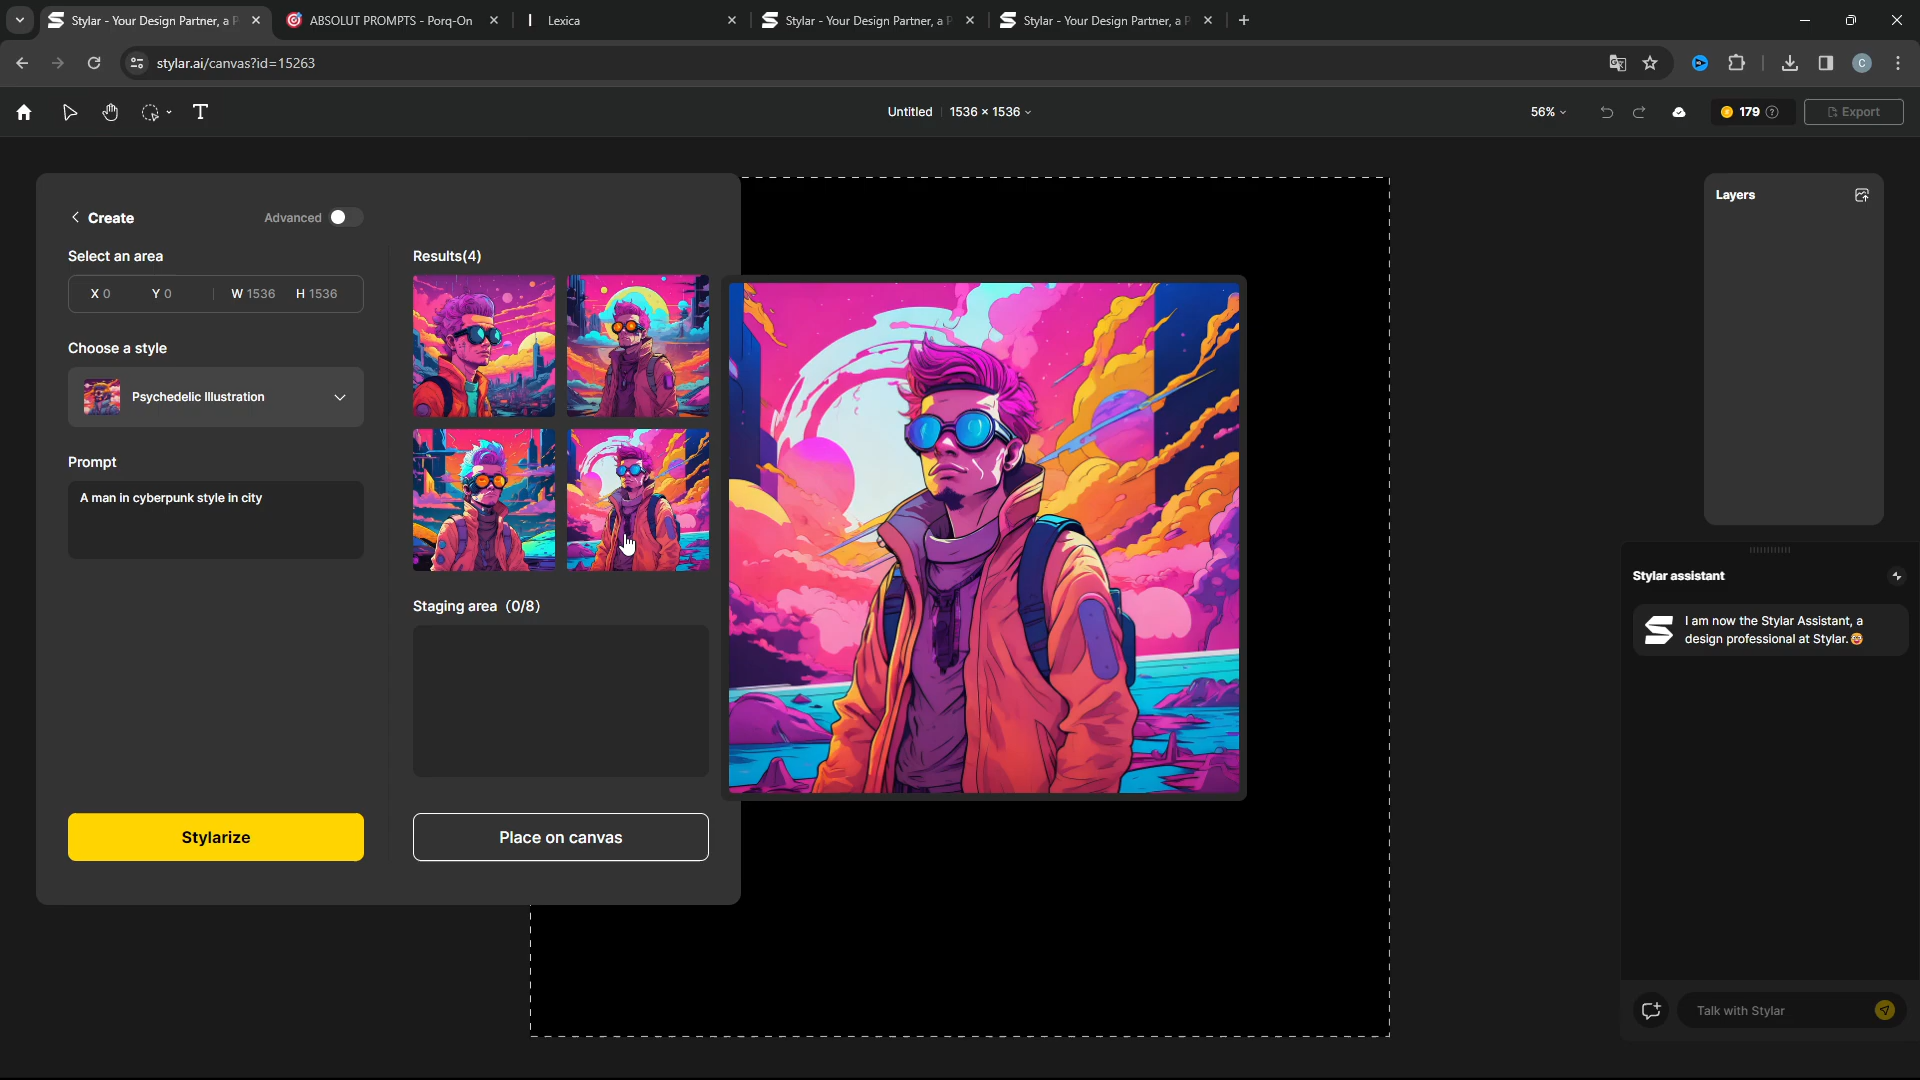 Stylar - Your Design Partner, a P
ABSOLUT PROMPTS - Porq-On
Lexica
Stylar - Your Design Partner, a P
Stylar - Your Design Partner, a P
stylar.ai/canvas?id=15263
C
T
Untitled
1536 × 1536
56%
179
Export
Create
Advanced
Select an area
X 0
Y 0
W 1536
H 1536
Choose a style
Psychedelic Illustration
Prompt
A man in cyberpunk style in city
Stylarize
Results(4)
Staging area (0/8)
Place on canvas
Layers
Stylar assistant
I am now the Stylar Assistant, a
design professional at Stylar.
Talk with Stylar